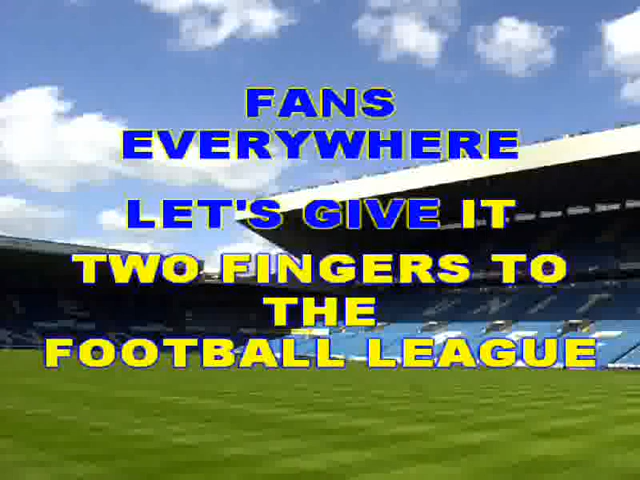 FANS
EVERYWHERE
LET'S GIVE IT
TWO FINGERS TO
THE
FOOTBALL LEAGUE